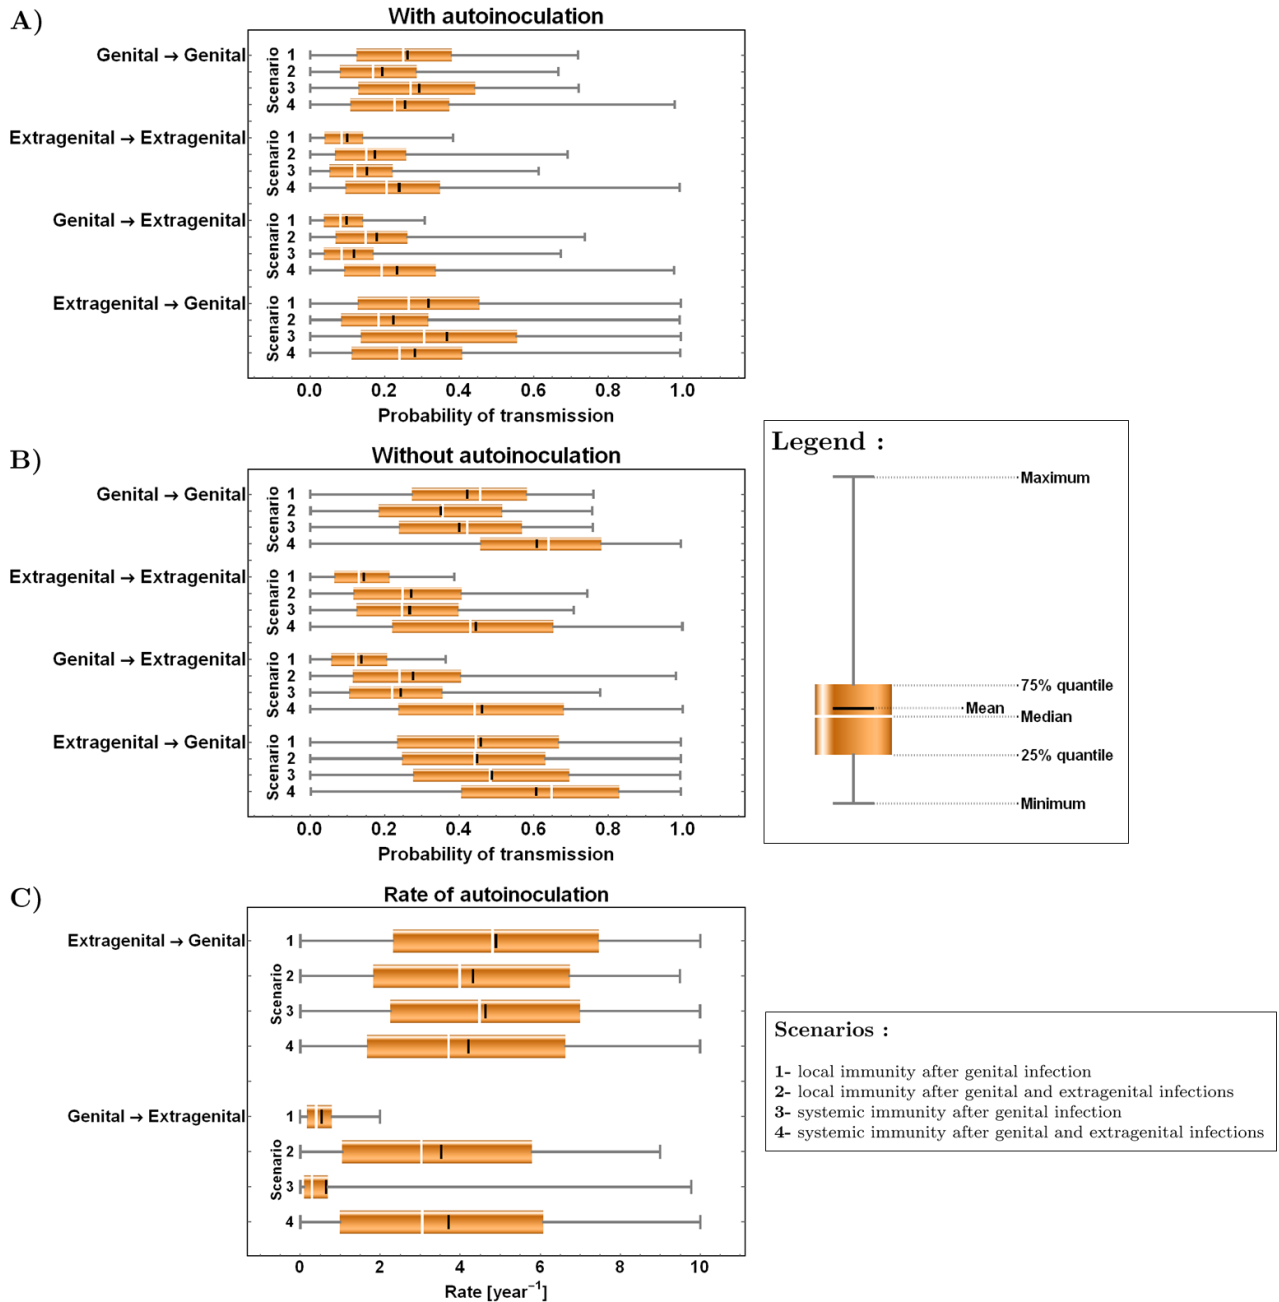 A)
With autoinoculation
Genital → Genital
Scenario
1
2
3
4
Extragenital → Extragenital
Scenario
1
2
3
4
Genital → Extragenital
Scenario
1
2
3
4
Extragenital → Genital
Scenario
1
2
3
4
0.0 0.2 0.4 0.6 0.8 1.0
Probability of transmission
B)
Without autoinoculation
Genital → Genital
Scenario
1
2
3
4
Extragenital → Extragenital
Scenario
1
2
3
4
Genital → Extragenital
Scenario
1
2
3
4
Extragenital → Genital
Scenario
1
2
3
4
0.0 0.2 0.4 0.6 0.8 1.0
Probability of transmission
Legend :
Maximum
75% quantile
Mean
Median
25% quantile
Minimum
C)
Rate of autoinoculation
Extragenital → Genital
Scenario
1
2
3
4
Genital → Extragenital
Scenario
1
2
3
4
0 2 4 6 8 10
Rate [year⁻¹]
Scenarios :
1- local immunity after genital infection
2- local immunity after genital and extragenital infections
3- systemic immunity after genital infection
4- systemic immunity after genital and extragenital infections